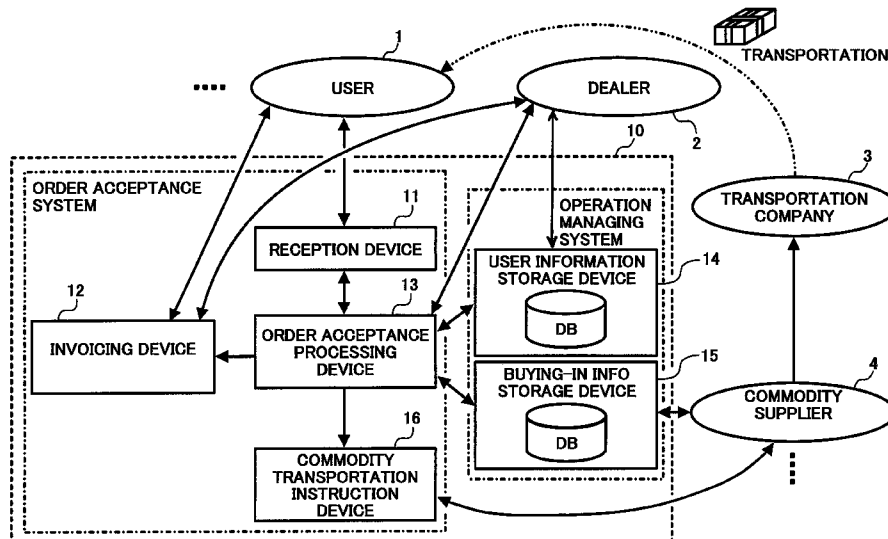 TRANSPORTATION
1
USER
DEALER
2
10
3
TRANSPORTATION
COMPANY
ORDER ACCEPTANCE
SYSTEM
11
RECEPTION DEVICE
OPERATION
MANAGING
SYSTEM
USER INFORMATION
STORAGE DEVICE
DB
14
12
INVOICING DEVICE
13
ORDER ACCEPTANCE
PROCESSING
DEVICE
BUYING-IN INFO
STORAGE DEVICE
DB
15
4
COMMODITY
SUPPLIER
16
COMMODITY
TRANSPORTATION
INSTRUCTION
DEVICE